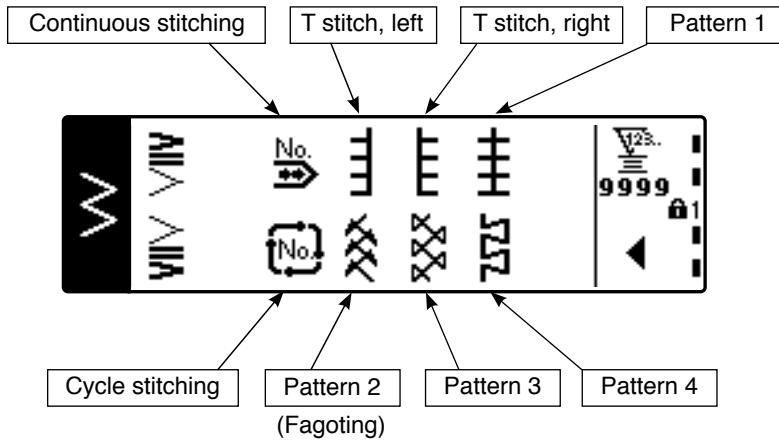 Continuous stitching
T stitch, left
T stitch, right
Pattern 1
No.
123..
9999
1
No.
Cycle stitching
Pattern 2
(Fagoting)
Pattern 3
Pattern 4